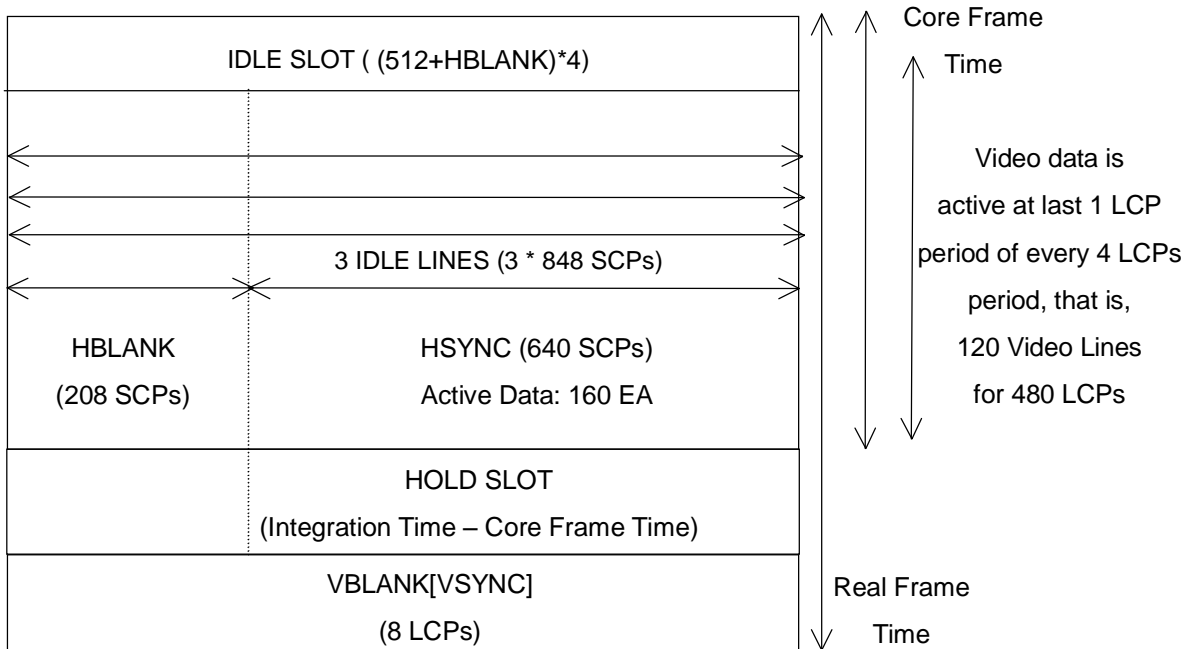 Core Frame
Time
IDLE SLOT ( (512+HBLANK)*4)
Video data is
active at last 1 LCP
period of every 4 LCPs
period, that is,
120 Video Lines
for 480 LCPs
3 IDLE LINES (3 * 848 SCPs)
HBLANK
(208 SCPs)
HSYNC (640 SCPs)
Active Data: 160 EA
HOLD SLOT
(Integration Time – Core Frame Time)
VBLANK[VSYNC]
(8 LCPs)
Real Frame
Time